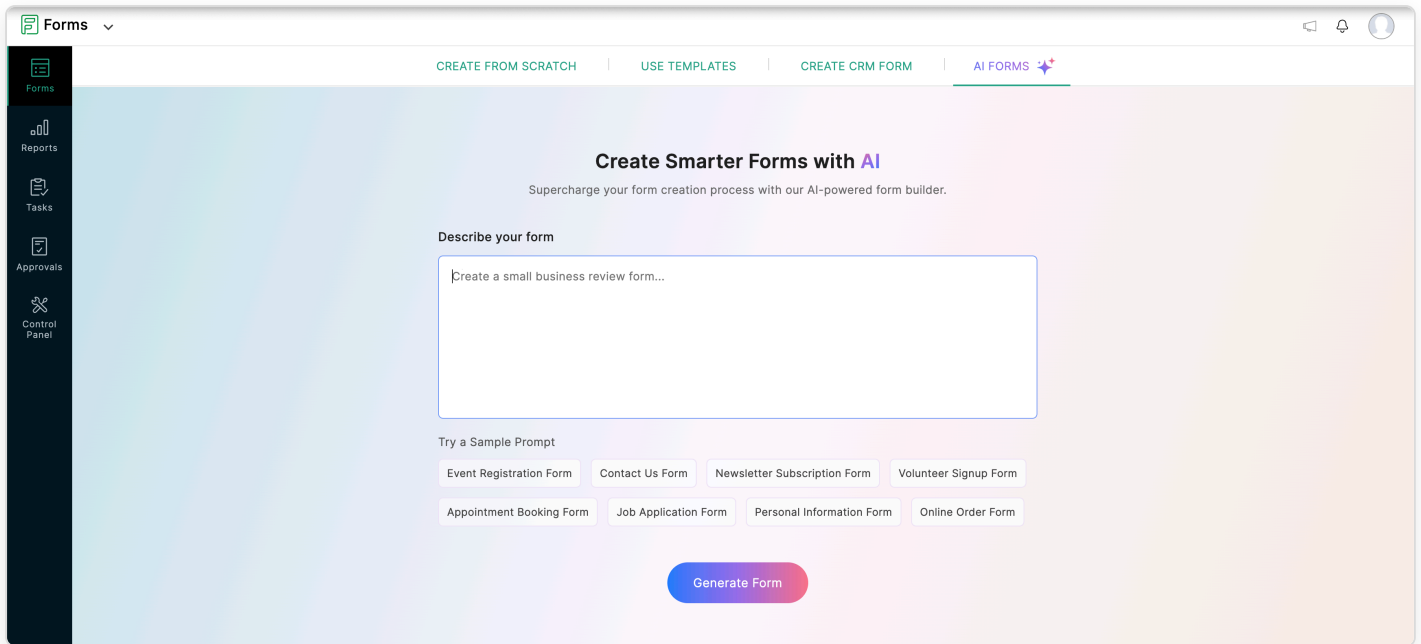 Forms
CREATE FROM SCRATCH
USE TEMPLATES
CREATE CRM FORM
AI FORMS
Forms
Reports
Tasks
Approvals
Control
Panel
Create Smarter Forms with AI
Supercharge your form creation process with our AI-powered form builder.
Describe your form
Create a small business review form...
Try a Sample Prompt
Event Registration Form
Contact Us Form
Newsletter Subscription Form
Volunteer Signup Form
Appointment Booking Form
Job Application Form
Personal Information Form
Online Order Form
Generate Form